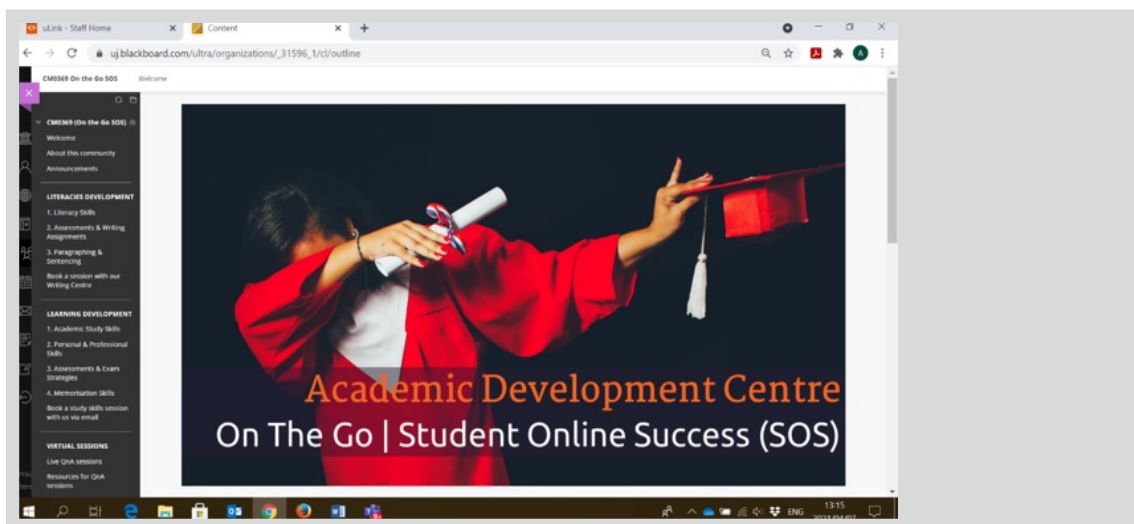 uLink - Staff Home
Content
uj.blackboard.com/ultra/organizations/_31596_1/cl/outline
A
CM0369 On the Go SOS
Welcome
CM0369 (On the Go SOS)
Welcome
About this community
Announcements
LITERACIES DEVELOPMENT
1. Literacy Skills
2. Assessments & Writing
Assignments
3. Paragraphing &
Sentencing
Book a session with our
Writing Centre
LEARNING DEVELOPMENT
1. Academic Study Skills
2. Personal & Professional
Skills
3. Assessments & Exam
Strategies
4. Memorisation Skills
Book a study skills session
with us via email
VIRTUAL SESSIONS
Live QnA sessions
Resources for QnA
sessions
Academic Development Centre
On The Go | Student Online Success (SOS)
ENG
13:15